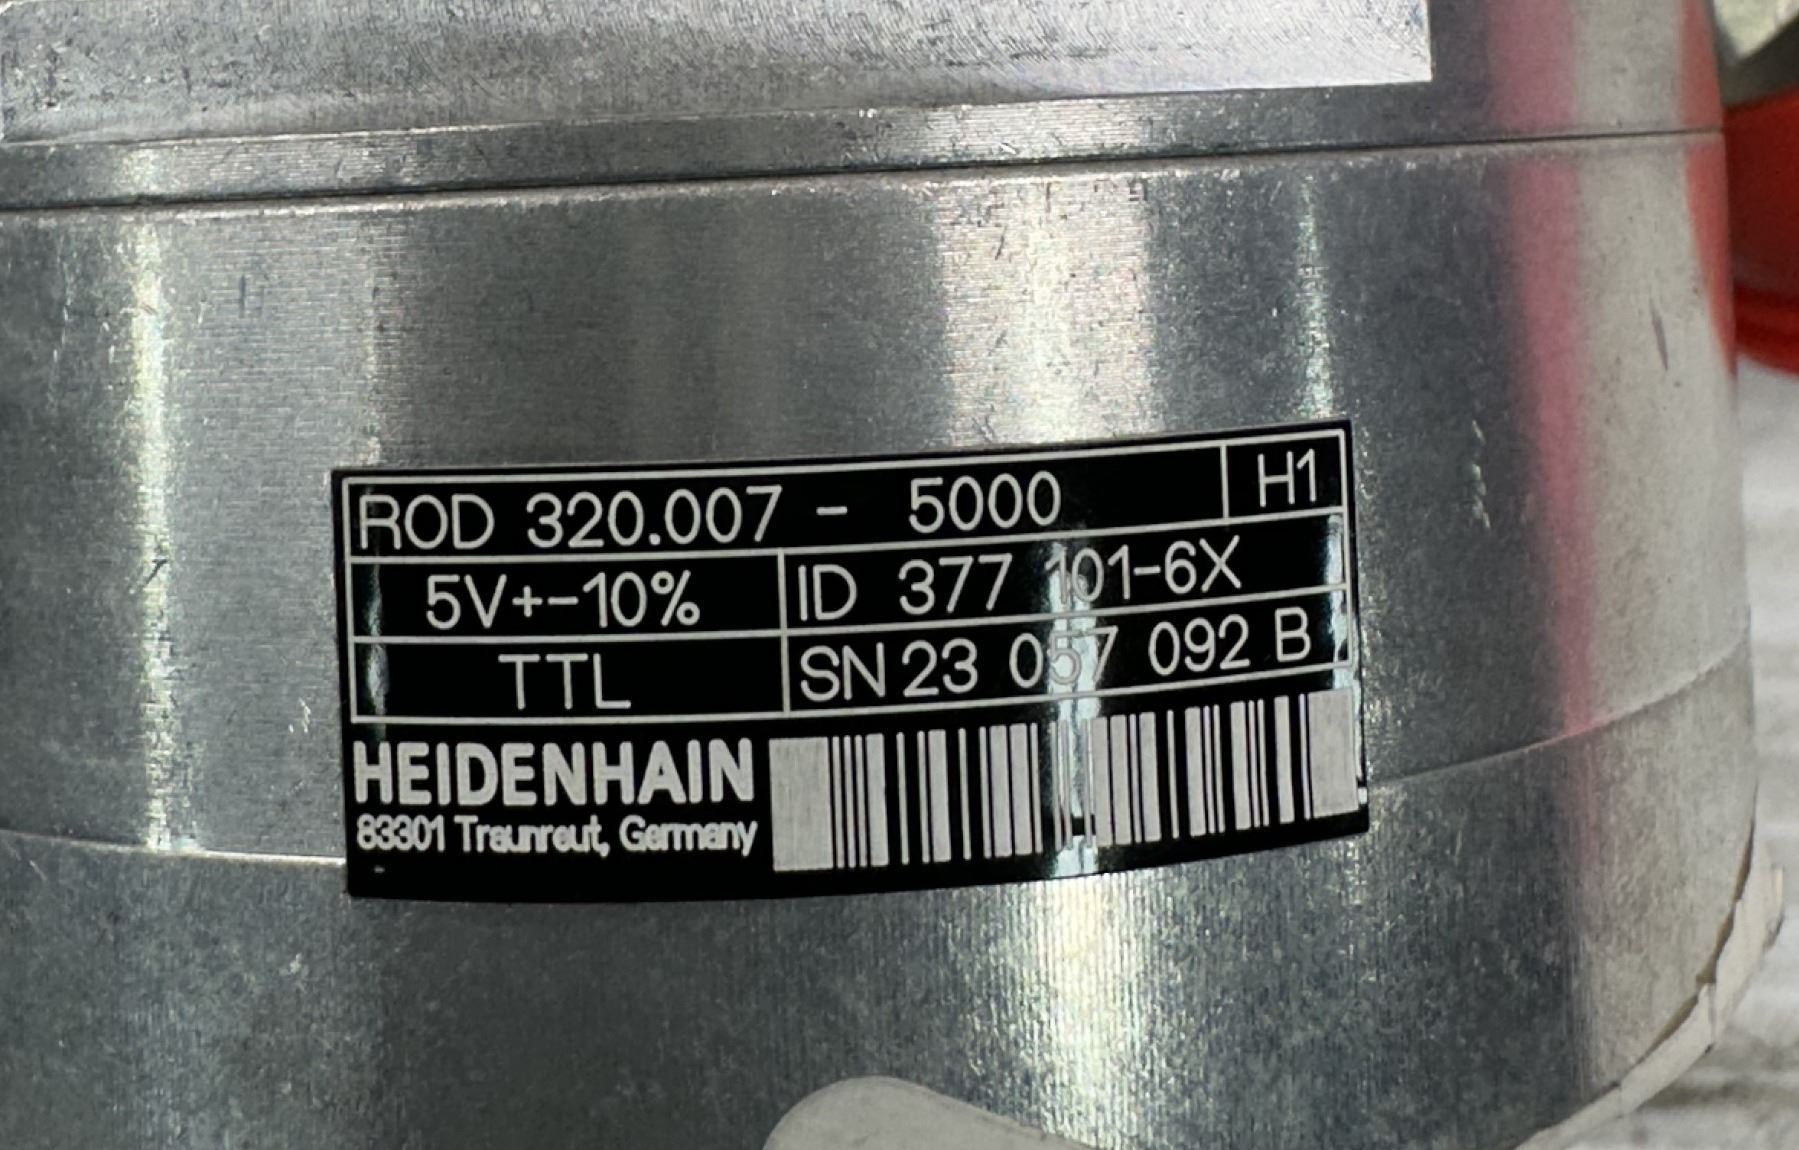 ROD 320.007 - 5000 H1
5V+-10% ID 377 101-6X
TTL SN 23 057 092 B
HEIDENHAIN
83301 Traunreut, Germany